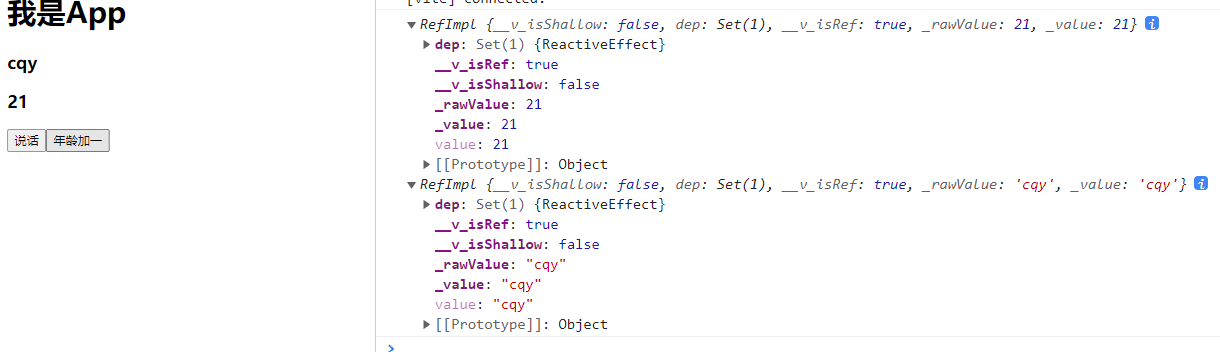 我是App
cqy
21
说话 年龄加一
[vite] connected.
RefImpl {__v_isShallow: false, dep: Set(1), __v_isRef: true, _rawValue: 21, _value: 21}
dep: Set(1) {ReactiveEffect}
__v_isRef: true
__v_isShallow: false
_rawValue: 21
_value: 21
value: 21
[[Prototype]]: Object
RefImpl {__v_isShallow: false, dep: Set(1), __v_isRef: true, _rawValue: 'cqy', _value: 'cqy'}
dep: Set(1) {ReactiveEffect}
__v_isRef: true
__v_isShallow: false
_rawValue: "cqy"
_value: "cqy"
value: "cqy"
[[Prototype]]: Object